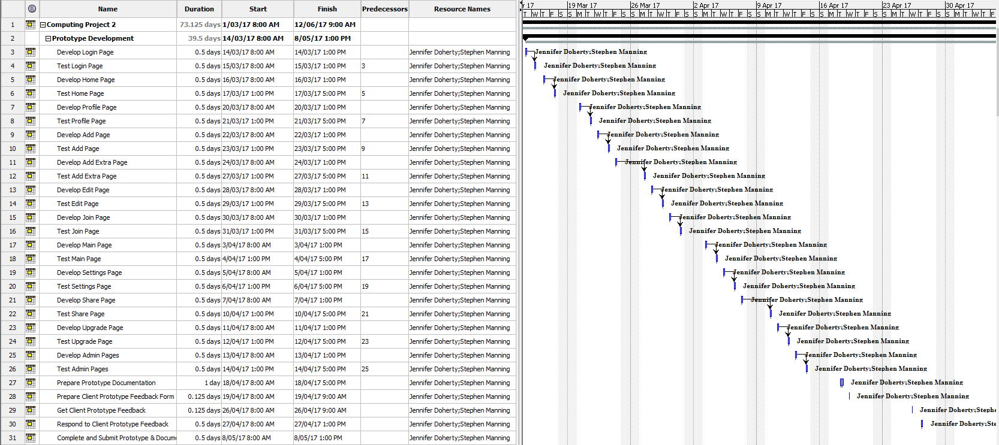 Name Duration Start Finish Predecessors Resource Names
r 17 19 Mar 17 26 Mar 17 2 Apr 17 9 Apr 17 16 Apr 17 23 Apr 17 30 Apr 17
T W T F S S M T W T F S S M T W T F S S M T W T F S S M T W T F S S M T W T F S S M T W T F S S M T W T F
1 Computing Project 2 73.125 days 1/03/17 8:00 AM 12/06/17 9:00 AM
2 Prototype Development 39.5 days 14/03/17 8:00 AM 8/05/17 1:00 PM
3 Develop Login Page 0.5 days 14/03/17 8:00 AM 14/03/17 1:00 PM Jennifer Doherty;Stephen Manning Jennifer Doherty;Stephen Manning
4 Test Login Page 0.5 days 15/03/17 8:00 AM 15/03/17 1:00 PM 3 Jennifer Doherty;Stephen Manning Jennifer Doherty;Stephen Manning
5 Develop Home Page 0.5 days 16/03/17 8:00 AM 16/03/17 1:00 PM Jennifer Doherty;Stephen Manning Jennifer Doherty;Stephen Manning
6 Test Home Page 0.5 days 17/03/17 1:00 PM 17/03/17 5:00 PM 5 Jennifer Doherty;Stephen Manning Jennifer Doherty;Stephen Manning
7 Develop Profile Page 0.5 days 20/03/17 8:00 AM 20/03/17 1:00 PM Jennifer Doherty;Stephen Manning Jennifer Doherty;Stephen Manning
8 Test Profile Page 0.5 days 21/03/17 1:00 PM 21/03/17 5:00 PM 7 Jennifer Doherty;Stephen Manning Jennifer Doherty;Stephen Manning
9 Develop Add Page 0.5 days 22/03/17 8:00 AM 22/03/17 1:00 PM Jennifer Doherty;Stephen Manning Jennifer Doherty;Stephen Manning
10 Test Add Page 0.5 days 23/03/17 1:00 PM 23/03/17 5:00 PM 9 Jennifer Doherty;Stephen Manning Jennifer Doherty;Stephen Manning
11 Develop Add Extra Page 0.5 days 24/03/17 8:00 AM 24/03/17 1:00 PM Jennifer Doherty;Stephen Manning Jennifer Doherty;Stephen Manning
12 Test Add Extra Page 0.5 days 27/03/17 1:00 PM 27/03/17 5:00 PM 11 Jennifer Doherty;Stephen Manning Jennifer Doherty;Stephen Manning
13 Develop Edit Page 0.5 days 28/03/17 8:00 AM 28/03/17 1:00 PM Jennifer Doherty;Stephen Manning Jennifer Doherty;Stephen Manning
14 Test Edit Page 0.5 days 29/03/17 1:00 PM 29/03/17 5:00 PM 13 Jennifer Doherty;Stephen Manning Jennifer Doherty;Stephen Manning
15 Develop Join Page 0.5 days 30/03/17 8:00 AM 30/03/17 1:00 PM Jennifer Doherty;Stephen Manning Jennifer Doherty;Stephen Manning
16 Test Join Page 0.5 days 31/03/17 1:00 PM 31/03/17 5:00 PM 15 Jennifer Doherty;Stephen Manning Jennifer Doherty;Stephen Manning
17 Develop Main Page 0.5 days 3/04/17 8:00 AM 3/04/17 1:00 PM Jennifer Doherty;Stephen Manning Jennifer Doherty;Stephen Manning
18 Test Main Page 0.5 days 4/04/17 1:00 PM 4/04/17 5:00 PM 17 Jennifer Doherty;Stephen Manning Jennifer Doherty;Stephen Manning
19 Develop Settings Page 0.5 days 5/04/17 8:00 AM 5/04/17 1:00 PM Jennifer Doherty;Stephen Manning Jennifer Doherty;Stephen Manning
20 Test Settings Page 0.5 days 6/04/17 1:00 PM 6/04/17 5:00 PM 19 Jennifer Doherty;Stephen Manning Jennifer Doherty;Stephen Manning
21 Develop Share Page 0.5 days 7/04/17 8:00 AM 7/04/17 1:00 PM Jennifer Doherty;Stephen Manning Jennifer Doherty;Stephen Manning
22 Test Share Page 0.5 days 10/04/17 1:00 PM 10/04/17 5:00 PM 21 Jennifer Doherty;Stephen Manning Jennifer Doherty;Stephen Manning
23 Develop Upgrade Page 0.5 days 11/04/17 8:00 AM 11/04/17 1:00 PM Jennifer Doherty;Stephen Manning Jennifer Doherty;Stephen Manning
24 Test Upgrade Page 0.5 days 12/04/17 1:00 PM 12/04/17 5:00 PM 23 Jennifer Doherty;Stephen Manning Jennifer Doherty;Stephen Manning
25 Develop Admin Pages 0.5 days 13/04/17 8:00 AM 13/04/17 1:00 PM Jennifer Doherty;Stephen Manning Jennifer Doherty;Stephen Manning
26 Test Admin Pages 0.5 days 14/04/17 1:00 PM 14/04/17 5:00 PM 25 Jennifer Doherty;Stephen Manning Jennifer Doherty;Stephen Manning
27 Prepare Prototype Documentation 1 day 18/04/17 8:00 AM 18/04/17 5:00 PM Jennifer Doherty;Stephen Manning Jennifer Doherty;Stephen Manning
28 Prepare Client Prototype Feedback Form 0.125 days 19/04/17 8:00 AM 19/04/17 9:00 AM Jennifer Doherty;Stephen Manning Jennifer Doherty;Stephen Manning
29 Get Client Prototype Feedback 0.125 days 26/04/17 8:00 AM 26/04/17 9:00 AM Jennifer Doherty;Stephen Manning Jennifer Doherty;Steph
30 Respond to Client Prototype Feedback 0.5 days 27/04/17 8:00 AM 27/04/17 1:00 PM Jennifer Doherty;Stephen Manning Jennifer Doherty;Ste
31 Complete and Submit Prototype & Docum 0.5 days 8/05/17 8:00 AM 8/05/17 1:00 PM Jennifer Doherty;Stephen Manning